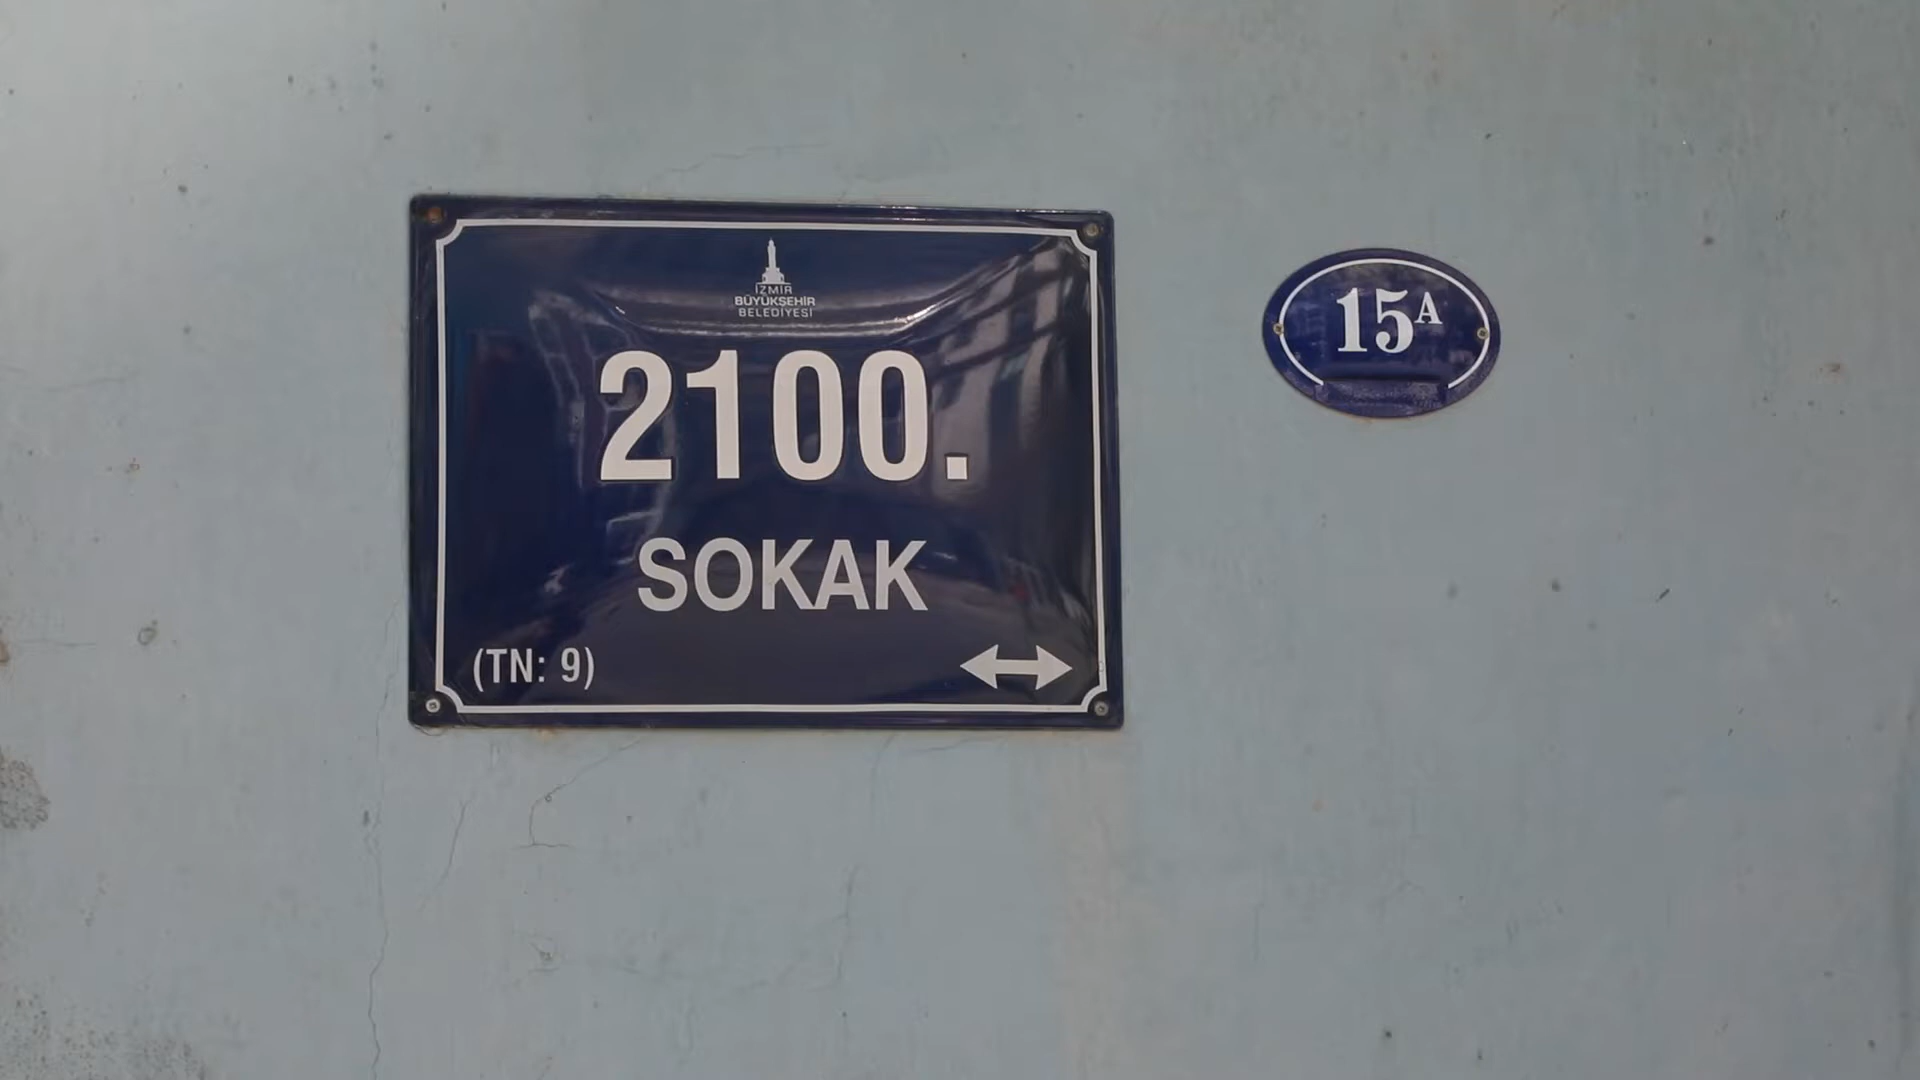 İZMİR
BÜYÜKŞEHİR
BELEDİYESİ
2100.
SOKAK
(TN: 9)
15A